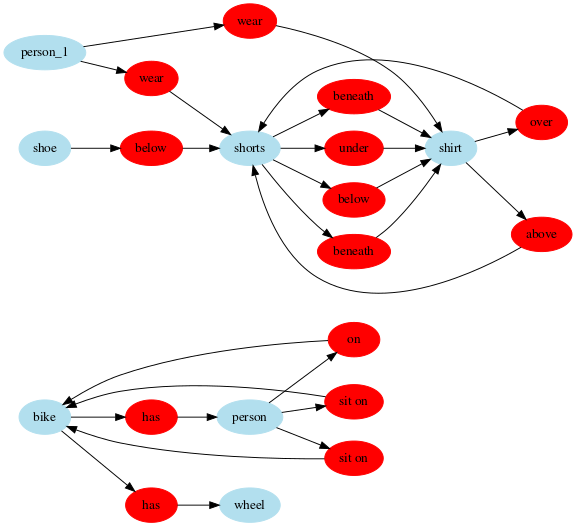 wear
person_1
wear
beneath
over
shoe
below
shorts
under
shirt
below
above
beneath
on
sit on
bike
has
person
sit on
has
wheel